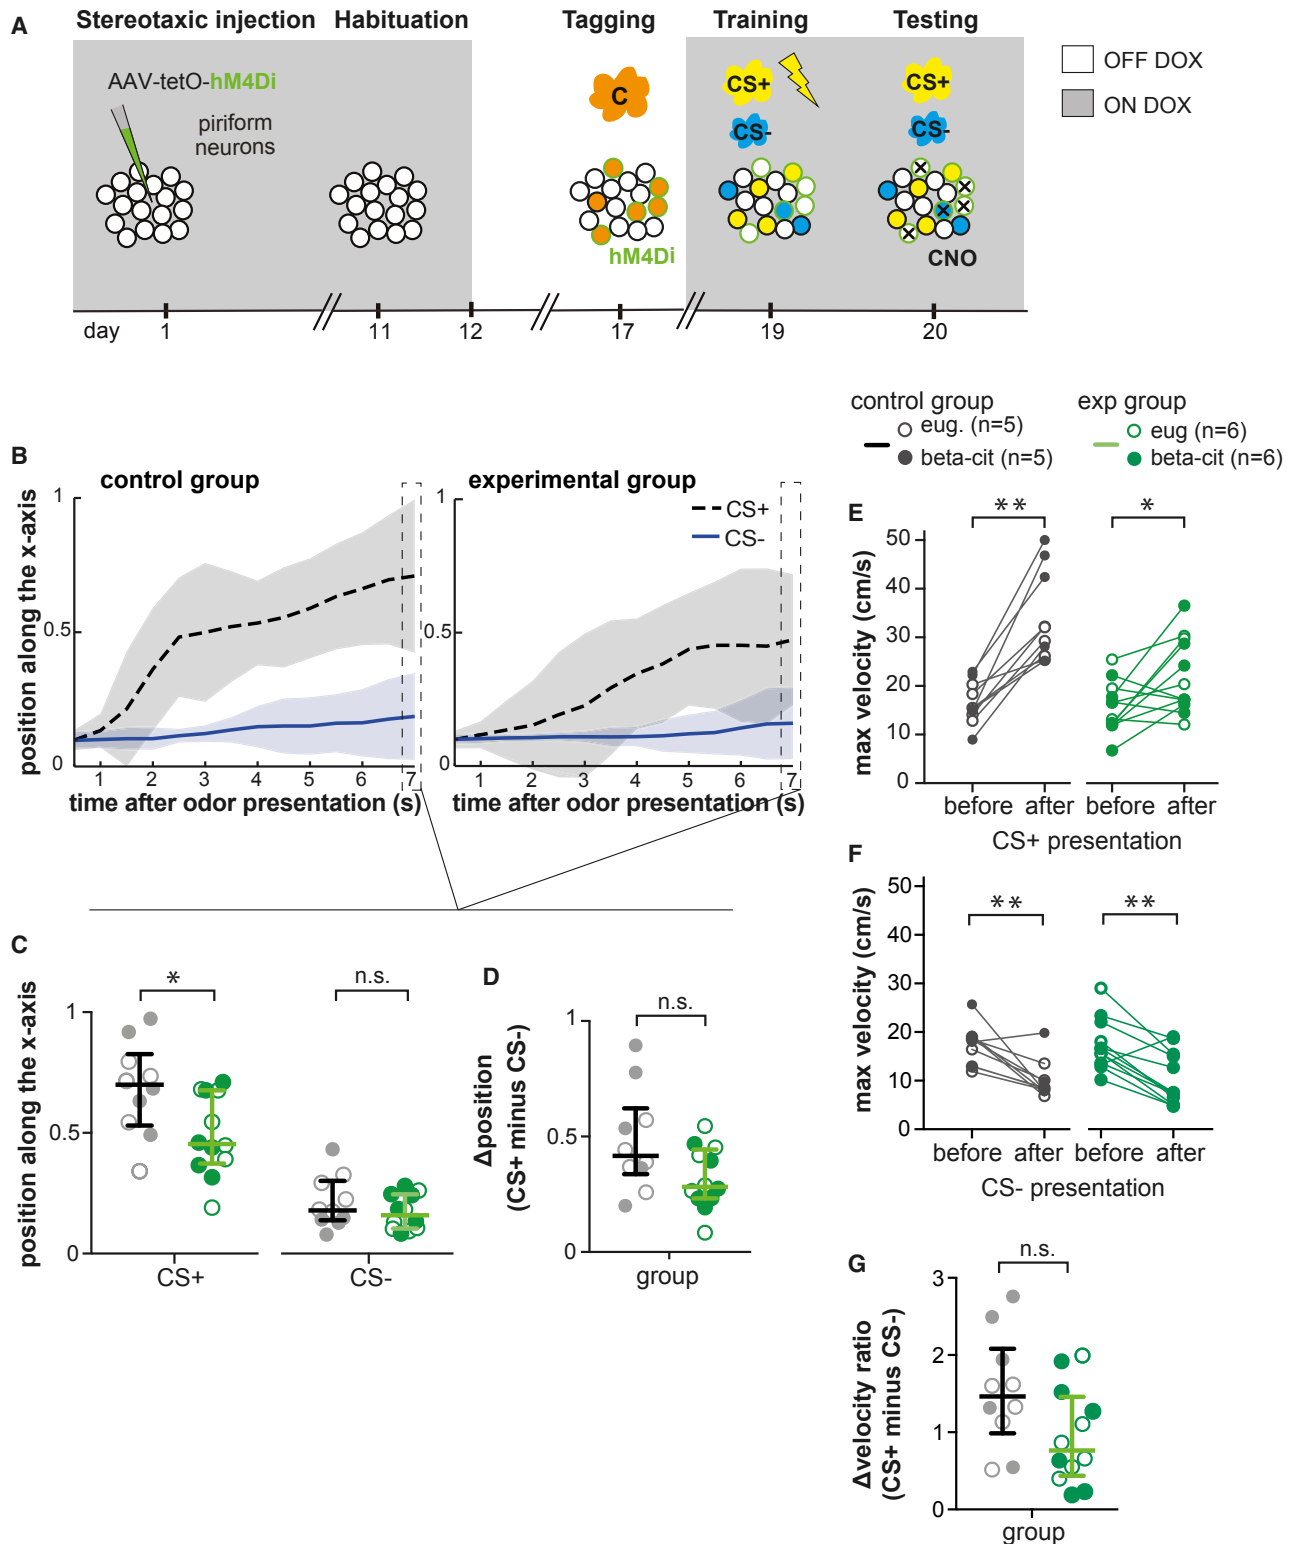 A
Stereotaxic injection Habituation Tagging Training Testing
AAV-tetO-hM4Di
piriform
neurons
C
CS+
CS-
CS+
CS-
OFF DOX
ON DOX
hM4Di
CNO
day 1 11 12 17 19 20
control group
eug. (n=5)
beta-cit (n=5)
exp group
eug (n=6)
beta-cit (n=6)
B
control group
experimental group
CS+
CS-
position along the x-axis
1
0.5
0
1 2 3 4 5 6 7
time after odor presentation (s)
1
0.5
0
1 2 3 4 5 6 7
time after odor presentation (s)
C
position along the x-axis
1
0.5
0
*
n.s.
CS+
CS-
D
Δposition
(CS+ minus CS-)
1
0.5
0
n.s.
group
E
max velocity (cm/s)
50
40
30
20
10
0
**
*
before after before after
CS+ presentation
F
max velocity (cm/s)
50
40
30
20
10
0
**
**
before after before after
CS- presentation
G
Δvelocity ratio
(CS+ minus CS-)
3
2
1
0
n.s.
group